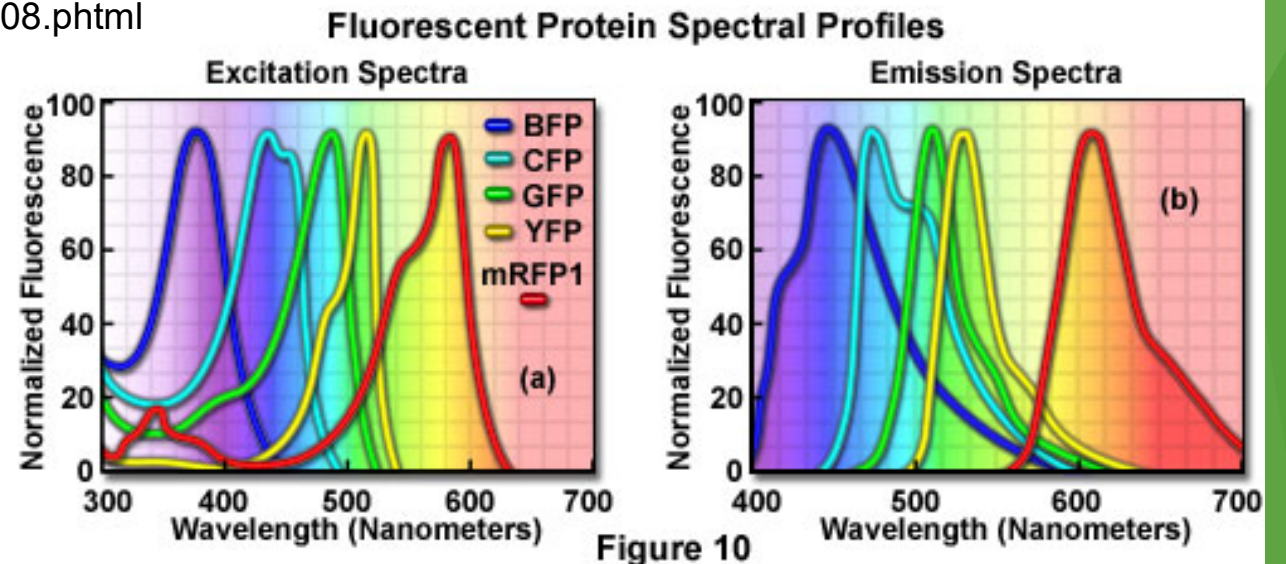 08.phtml
Fluorescent Protein Spectral Profiles
Excitation Spectra
Normalized Fluorescence
100
80
60
40
20
0
BFP
CFP
GFP
YFP
mRFP1
(a)
300 400 500 600 700
Wavelength (Nanometers)
Emission Spectra
Normalized Fluorescence
100
80
60
40
20
0
(b)
400 500 600 700
Wavelength (Nanometers)
Figure 10